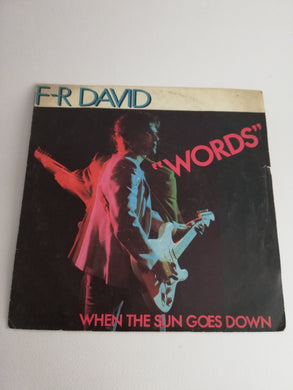 F-R DAVID
"WORDS"
WHEN THE SUN GOES DOWN